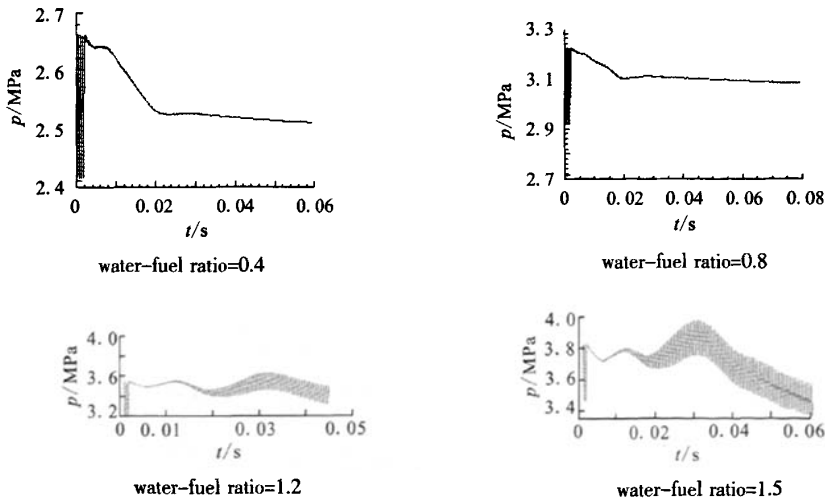 2.7
2.6
2.5
2.4
p/MPa
0 0.02 0.04 0.06
t/s
water-fuel ratio=0.4
3.3
3.1
2.9
2.7
p/MPa
0 0.02 0.04 0.06 0.08
t/s
water-fuel ratio=0.8
4.0
3.6
3.2
p/MPa
0 0.01 0.03 0.05
t/s
water-fuel ratio=1.2
4.0
3.8
3.6
3.4
p/MPa
0 0.02 0.04 0.06
t/s
water-fuel ratio=1.5